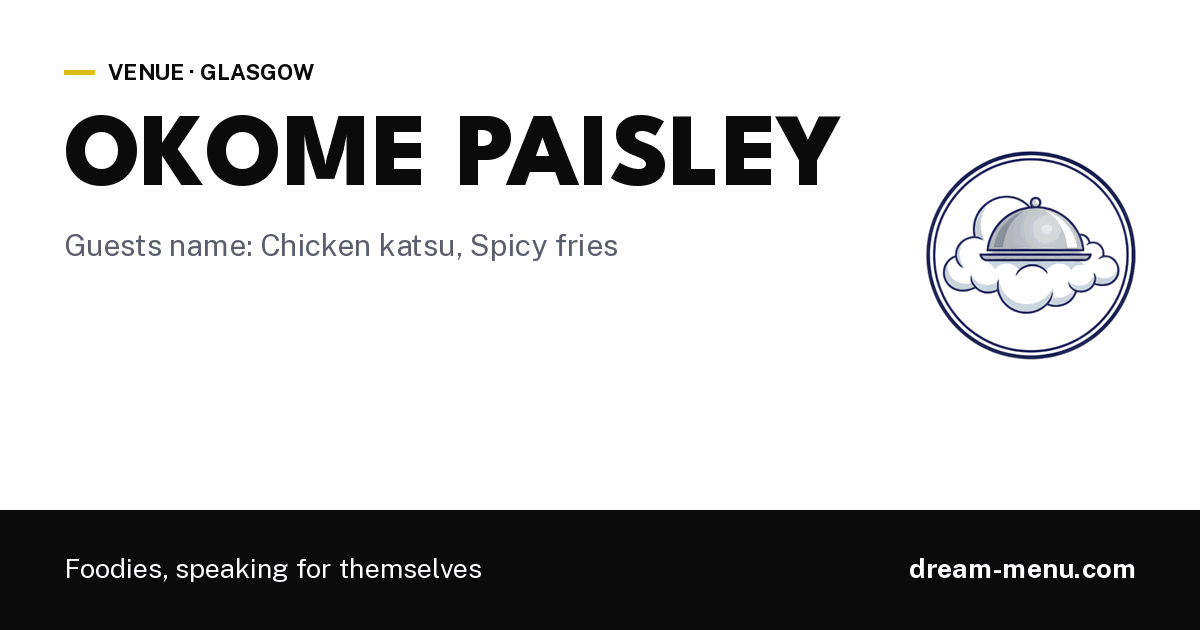 VENUE · GLASGOW
OKOME PAISLEY
Guests name: Chicken katsu, Spicy fries
Foodies, speaking for themselves
dream-menu.com